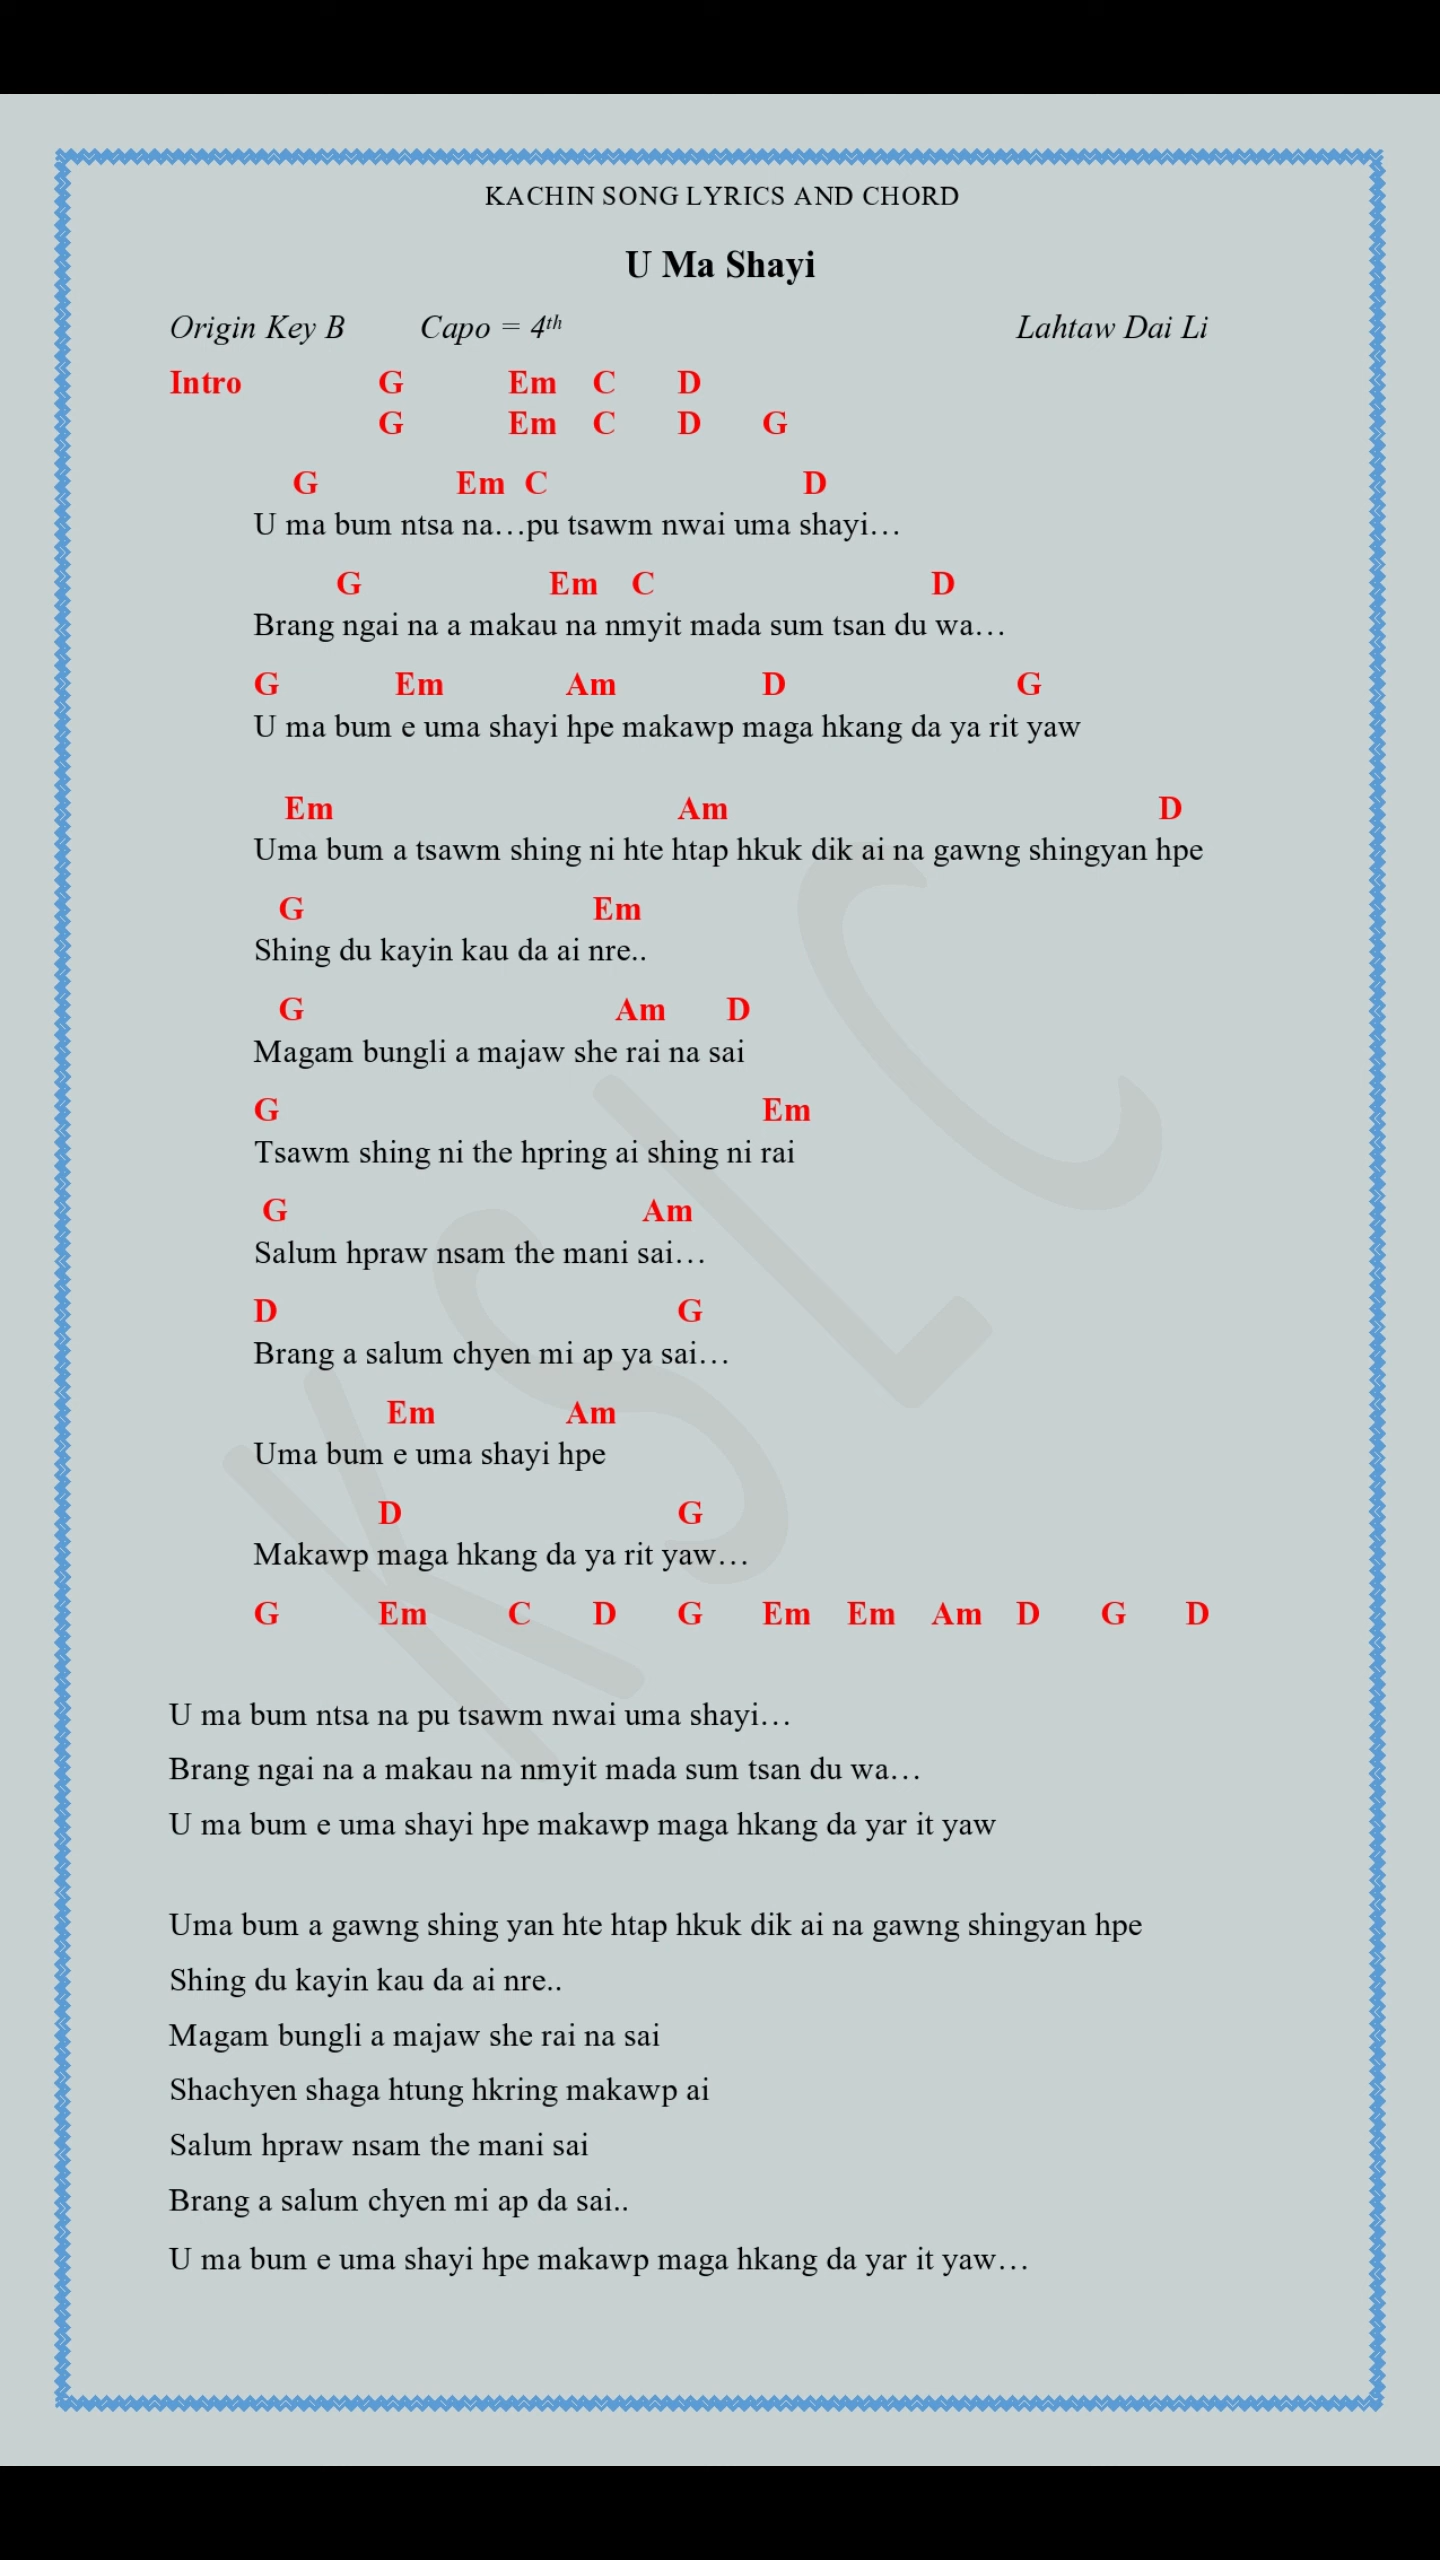 KACHIN SONG LYRICS AND CHORD
U Ma Shayi
Origin Key B Capo = 4th Lahtaw Dai Li
Intro G Em C D
G Em C D G
G Em C D
U ma bum ntsa na…pu tsawm nwai uma shayi…
G Em C D
Brang ngai na a makau na nmyit mada sum tsan du wa…
G Em Am D G
U ma bum e uma shayi hpe makawp maga hkang da ya rit yaw
Em Am D
Uma bum a tsawm shing ni hte htap hkuk dik ai na gawng shingyan hpe
G Em
Shing du kayin kau da ai nre..
G Am D
Magam bungli a majaw she rai na sai
G Em
Tsawm shing ni the hpring ai shing ni rai
G Am
Salum hpraw nsam the mani sai…
D G
Brang a salum chyen mi ap ya sai…
Em Am
Uma bum e uma shayi hpe
D G
Makawp maga hkang da ya rit yaw…
G Em C D G Em Em Am D G D
U ma bum ntsa na pu tsawm nwai uma shayi…
Brang ngai na a makau na nmyit mada sum tsan du wa…
U ma bum e uma shayi hpe makawp maga hkang da yar it yaw
Uma bum a gawng shing yan hte htap hkuk dik ai na gawng shingyan hpe
Shing du kayin kau da ai nre..
Magam bungli a majaw she rai na sai
Shachyen shaga htung hkring makawp ai
Salum hpraw nsam the mani sai
Brang a salum chyen mi ap da sai..
U ma bum e uma shayi hpe makawp maga hkang da yar it yaw…
KSLC